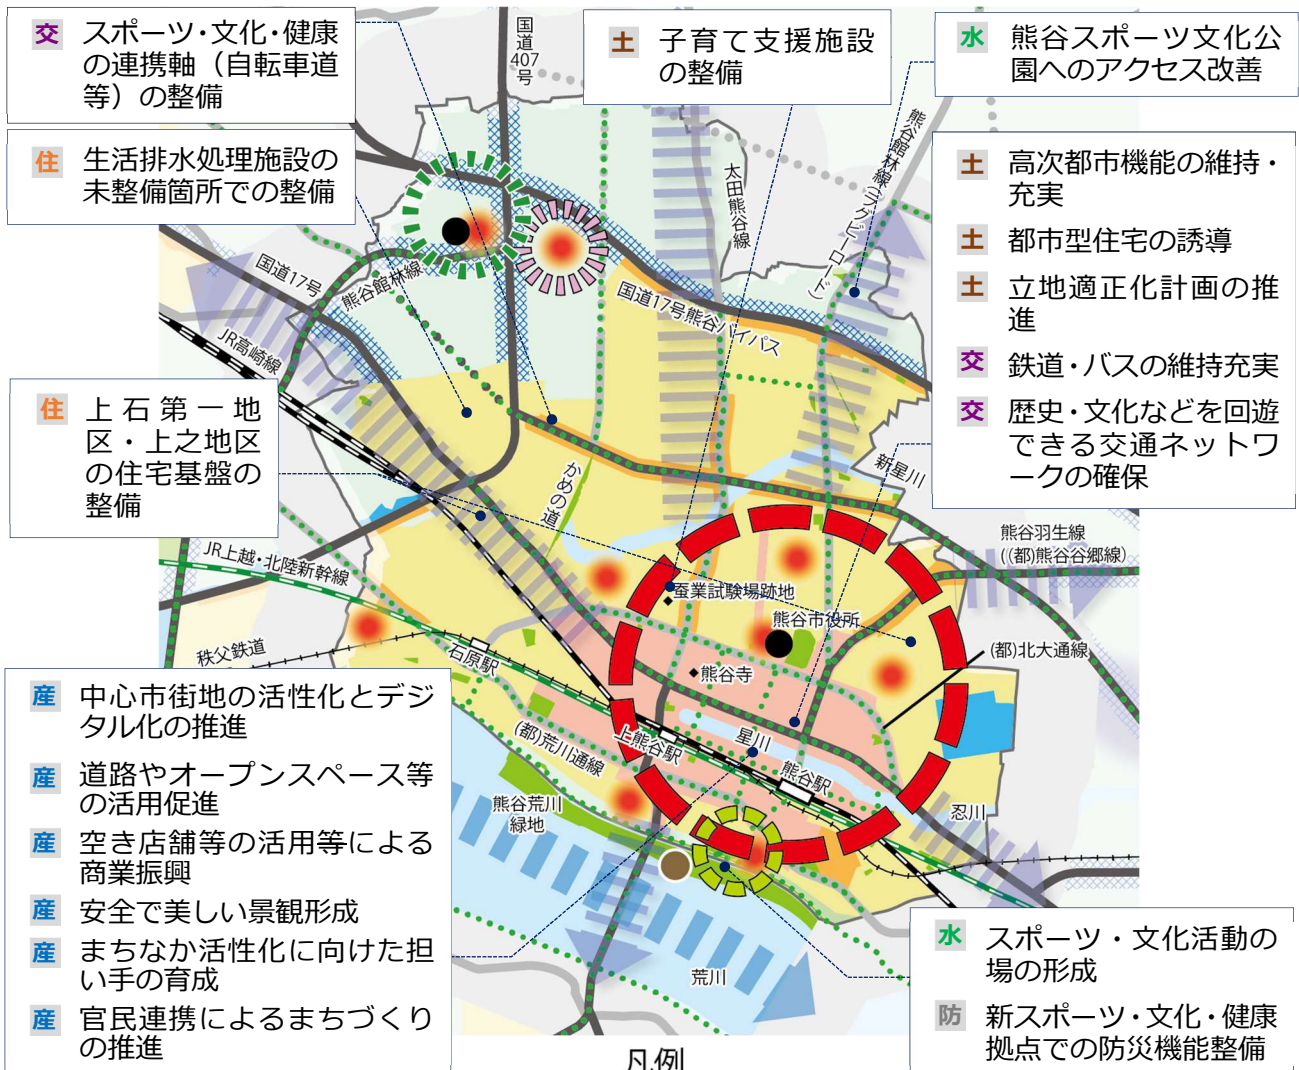 交 スポーツ・文化・健康
の連携軸（自転車道
等）の整備
住 生活排水処理施設の
未整備箇所での整備
土 子育て支援施設
の整備
水 熊谷スポーツ文化公
園へのアクセス改善
土 高次都市機能の維持・
充実
土 都市型住宅の誘導
土 立地適正化計画の推
進
交 鉄道・バスの維持充実
交 歴史・文化などを回遊
できる交通ネットワ
ークの確保
住 上石第一地
区・上之地区
の住宅基盤の
整備
国道
407
号
太田熊谷線
熊谷館林線(ラグビーロード)
国道17号
熊谷館林線
国道17号熊谷バイパス
JR高崎線
かめの道
新星川
熊谷羽生線
((都)熊谷谷郷線)
JR上越・北陸新幹線
蚕業試験場跡地
熊谷市役所
(都)北大通線
秩父鉄道
石原駅
熊谷寺
上熊谷駅
星川
熊谷駅
(都)荒川通線
熊谷荒川
緑地
忍川
荒川
産 中心市街地の活性化とデジ
タル化の推進
産 道路やオープンスペース等
の活用促進
産 空き店舗等の活用等による
商業振興
産 安全で美しい景観形成
産 まちなか活性化に向けた担
い手の育成
産 官民連携によるまちづくり
の推進
水 スポーツ・文化活動の
場の形成
防 新スポーツ・文化・健康
拠点での防災機能整備
凡例